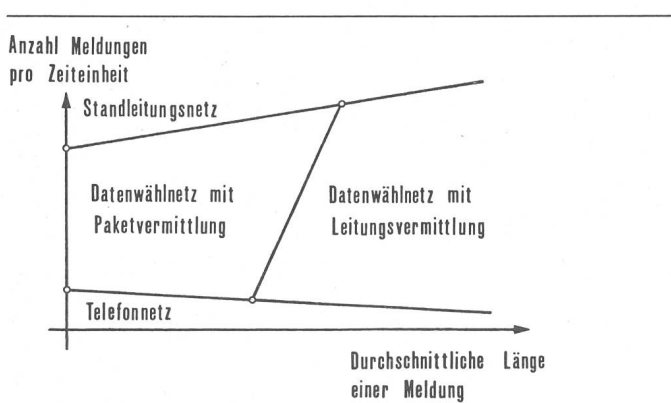 Anzahl Meldungen
pro Zeiteinheit
Standleitungsnetz
Datenwählnetz mit
Paketvermittlung
Datenwählnetz mit
Leitungsvermittlung
Telefonnetz
Durchschnittliche Länge
einer Meldung